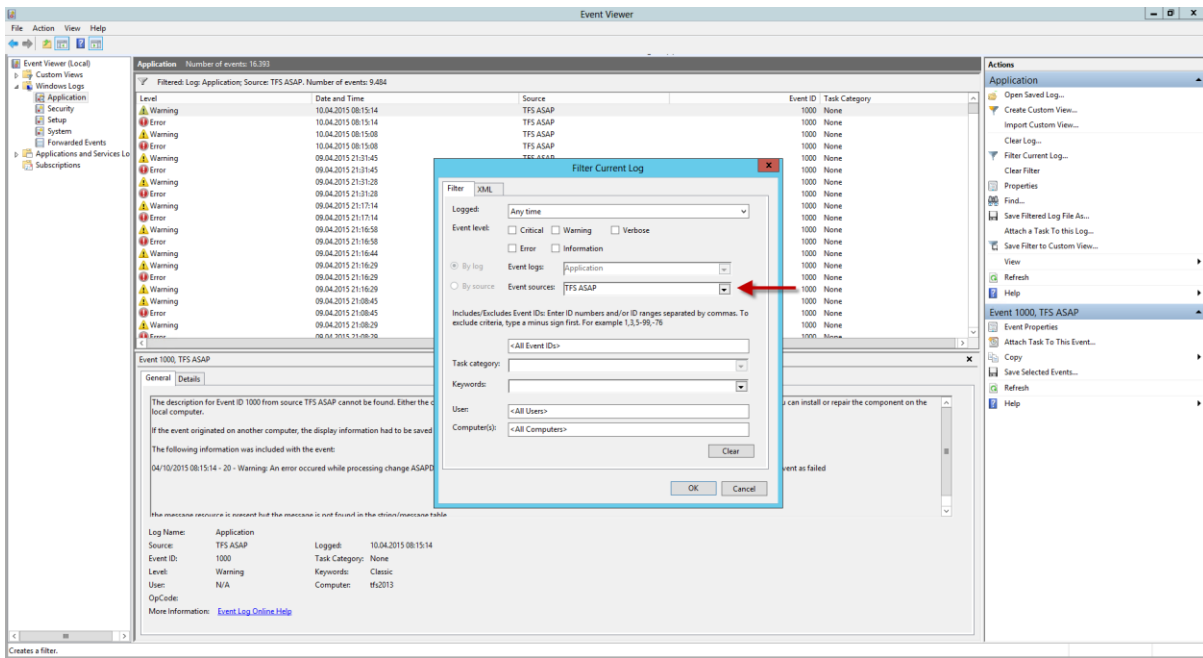 Event Viewer
File Action View Help
Event Viewer (Local)
Custom Views
Windows Logs
Application
Security
Setup
System
Forwarded Events
Applications and Services Lo
Subscriptions
Application Number of events: 16.393
Filtered: Log: Application; Source: TFS ASAP. Number of events: 9.484
Level Date and Time Source Event ID Task Category
Warning 10.04.2015 08:15:14 TFS ASAP 1000 None
Error 10.04.2015 08:15:14 TFS ASAP 1000 None
Warning 10.04.2015 08:15:08 TFS ASAP 1000 None
Error 10.04.2015 08:15:08 TFS ASAP 1000 None
Warning 09.04.2015 21:31:45 TFS ASAP 1000 None
Error 09.04.2015 21:31:45 1000 None
Warning 09.04.2015 21:31:28 1000 None
Error 09.04.2015 21:31:28 1000 None
Warning 09.04.2015 21:17:14 1000 None
Error 09.04.2015 21:17:14 1000 None
Warning 09.04.2015 21:16:58 1000 None
Error 09.04.2015 21:16:58 1000 None
Warning 09.04.2015 21:16:44 1000 None
Warning 09.04.2015 21:16:29 1000 None
Error 09.04.2015 21:16:29 1000 None
Warning 09.04.2015 21:16:29 1000 None
Warning 09.04.2015 21:08:45 1000 None
Error 09.04.2015 21:08:45 1000 None
Warning 09.04.2015 21:08:29 1000 None
Error 09.04.2015 21:08:29 1000 None
Filter Current Log
Filter XML
Logged: Any time
Event level: Critical Warning Verbose
Error Information
By log Event logs: Application
By source Event sources: TFS ASAP
Includes/Excludes Event IDs: Enter ID numbers and/or ID ranges separated by commas. To
exclude criteria, type a minus sign first. For example 1,3,5-99,-76
<All Event IDs>
Task category:
Keywords:
User: <All Users>
Computer(s): <All Computers>
Clear
OK Cancel
Event 1000, TFS ASAP
General Details
The description for Event ID 1000 from source TFS ASAP cannot be found. Either the c u can install or repair the component on the
local computer.
If the event originated on another computer, the display information had to be saved
The following information was included with the event:
04/10/2015 08:15:14 - 20 - Warning: An error occured while processing change ASAPD vent as failed
the message resource is present but the message is not found in the string/message table
Log Name: Application
Source: TFS ASAP Logged: 10.04.2015 08:15:14
Event ID: 1000 Task Category: None
Level: Warning Keywords: Classic
User: N/A Computer: tfs2013
OpCode:
More Information: Event Log Online Help
Actions
Application
Open Saved Log...
Create Custom View...
Import Custom View...
Clear Log...
Filter Current Log...
Clear Filter
Properties
Find...
Save Filtered Log File As...
Attach a Task To this Log...
Save Filter to Custom View...
View
Refresh
Help
Event 1000, TFS ASAP
Event Properties
Attach Task To This Event...
Copy
Save Selected Events...
Refresh
Help
Creates a filter.